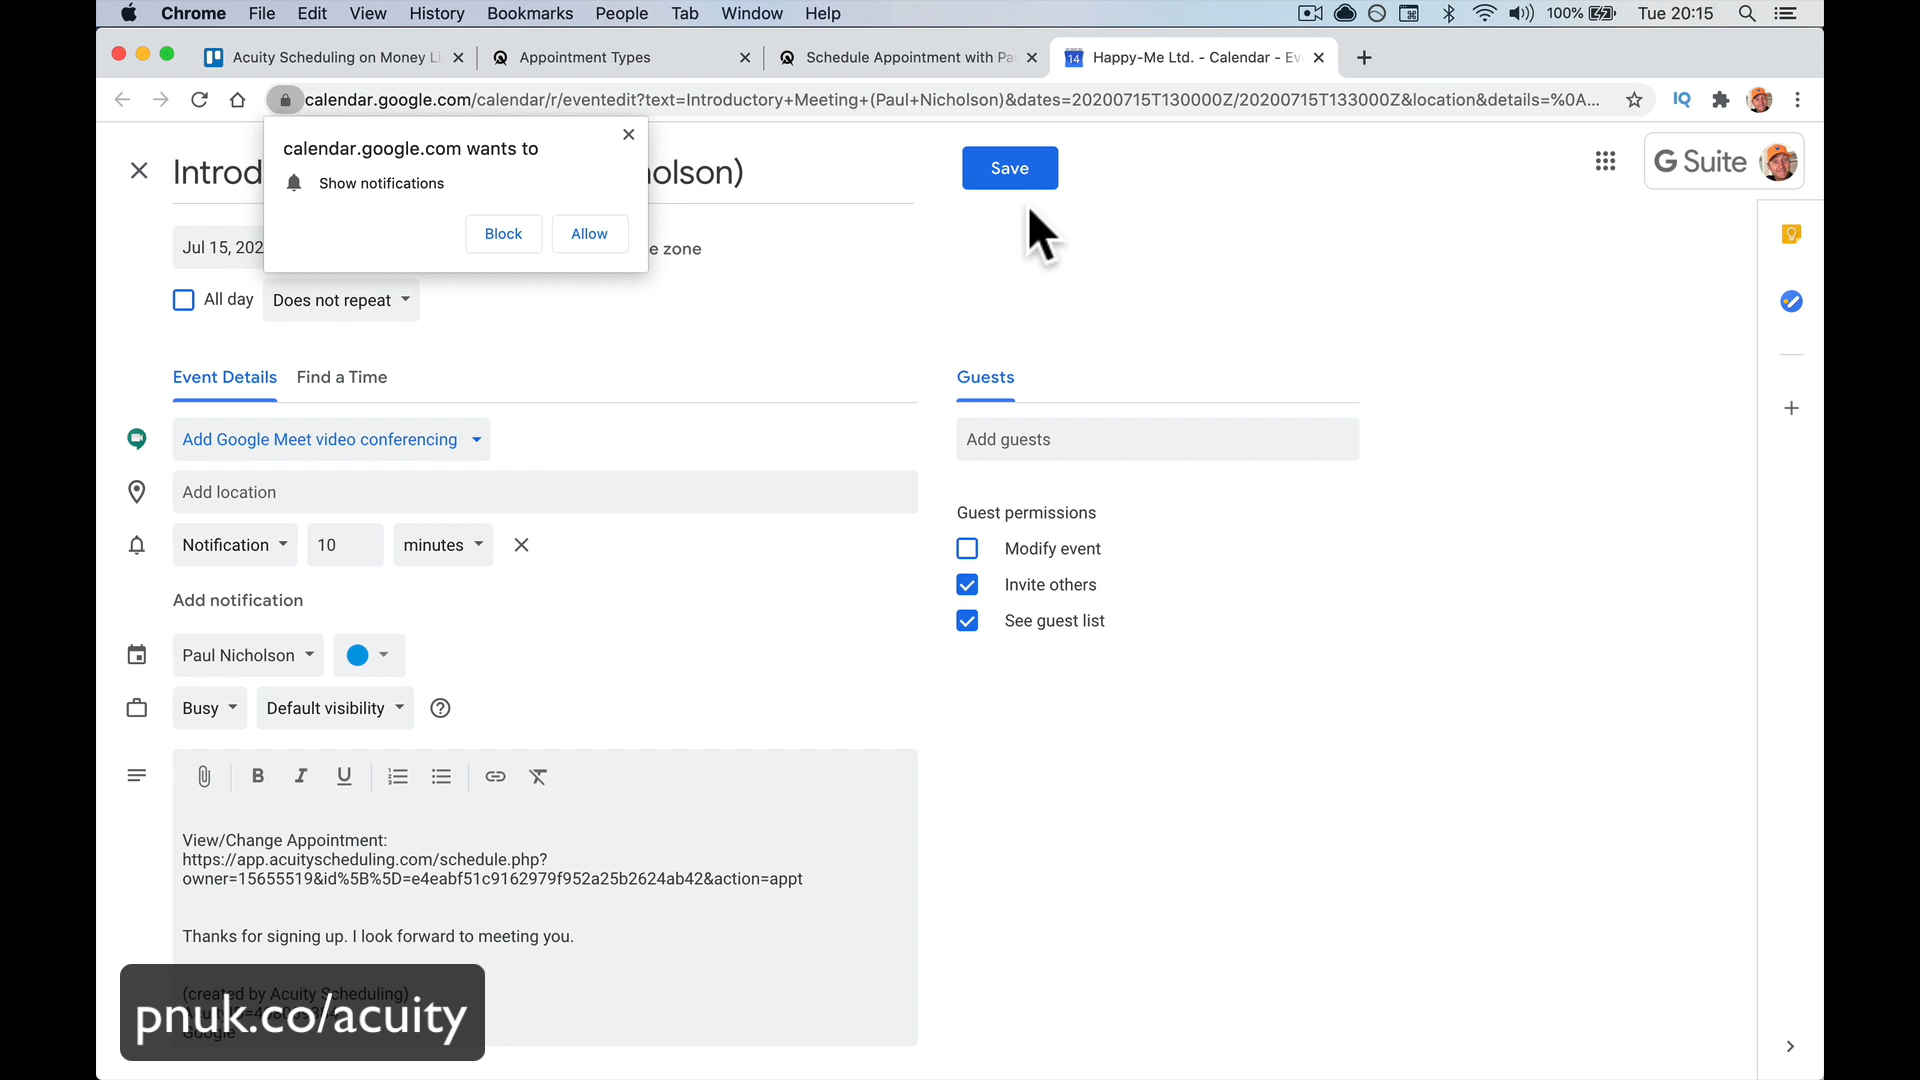 Chrome File Edit View History Bookmarks People Tab Window Help 100% Tue 20:15
Acuity Scheduling on Money Li Appointment Types Schedule Appointment with Pa 14 Happy-Me Ltd. - Calendar - Ev
calendar.google.com/calendar/r/eventedit?text=Introductory+Meeting+(Paul+Nicholson)&dates=20200715T130000Z/20200715T133000Z&location&details=%0A... IQ
calendar.google.com wants to
Show notifications
Block Allow
Introd olson) Save G Suite
Jul 15, 202 e zone
All day Does not repeat
Event Details Find a Time Guests
Add Google Meet video conferencing Add guests
Add location
Guest permissions
Notification 10 minutes Modify event
Invite others
Add notification See guest list
Paul Nicholson
Busy Default visibility
B I U
View/Change Appointment:
https://app.acuityscheduling.com/schedule.php?
owner=15655519&id%5B%5D=e4eabf51c9162979f952a25b2624ab42&action=appt
Thanks for signing up. I look forward to meeting you.
(created by Acuity Scheduling)
pnuk.co/acuity
Google